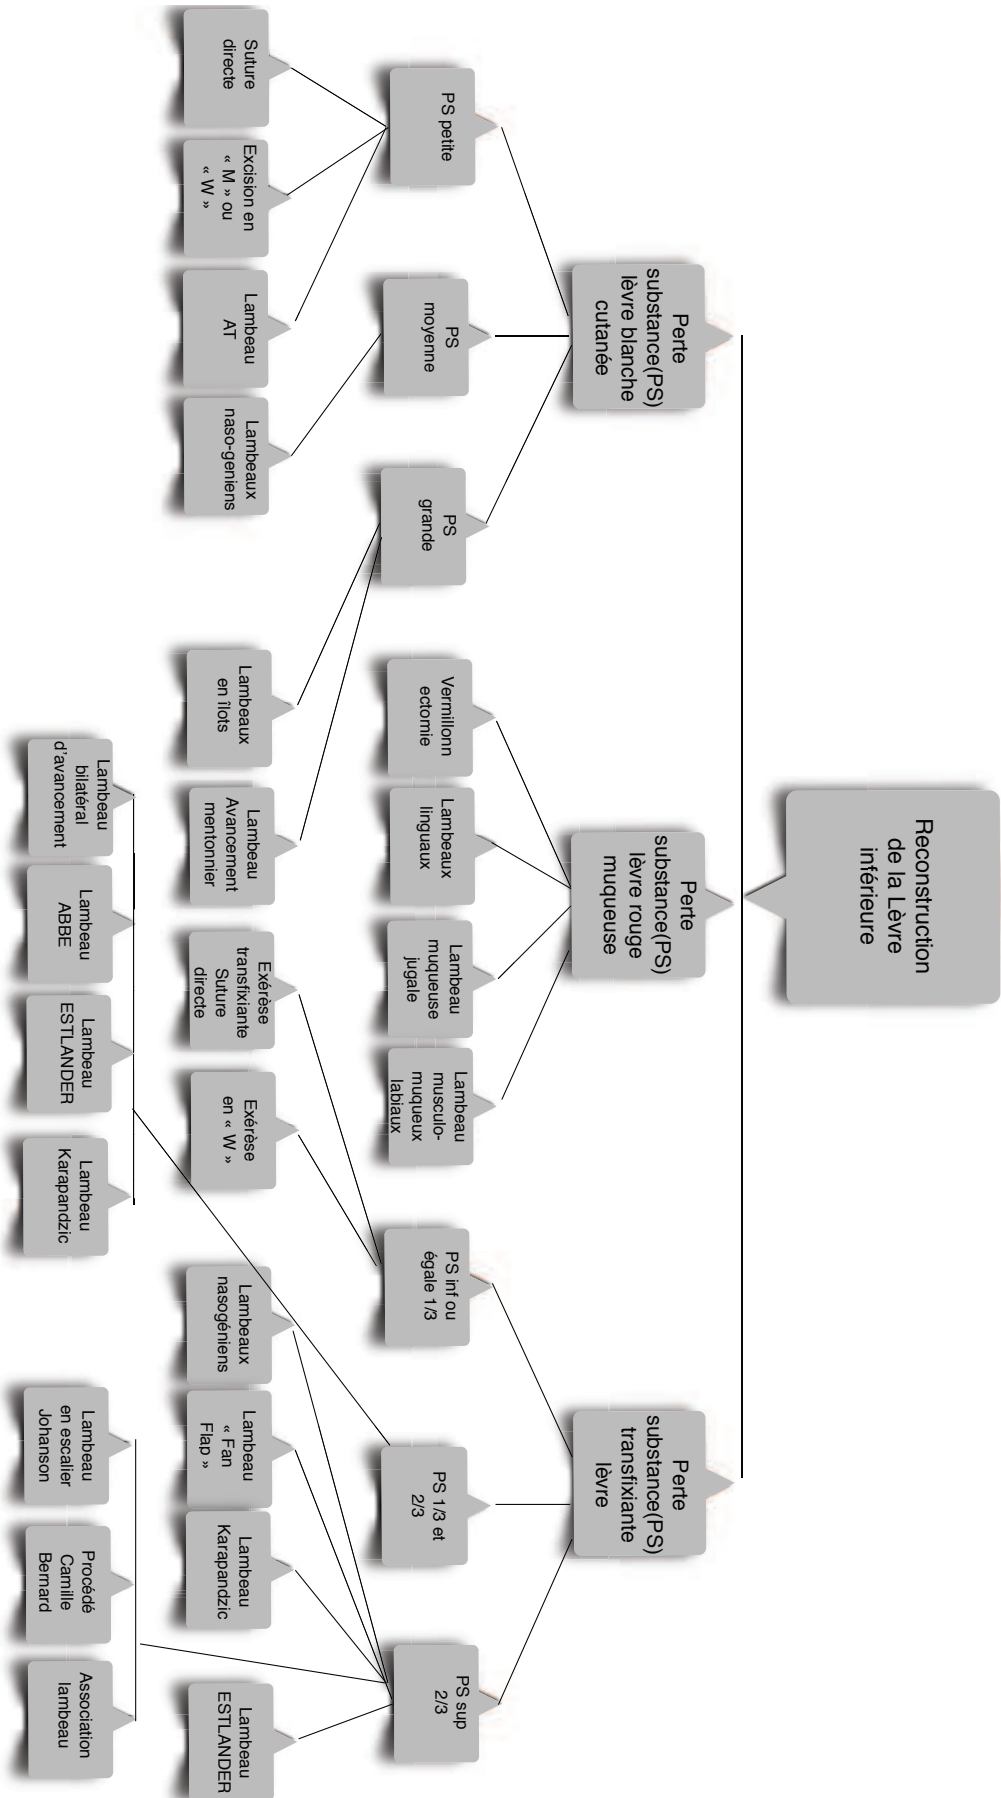 Reconstruction
de la Lèvre
inférieure
Perte
substance(PS)
lèvre blanche
cutanée
Perte
substance(PS)
lèvre rouge
muqueuse
Perte
substance(PS)
transfixiante
lèvre
PS petite
PS
moyenne
PS
grande
Vermillonn
ectomie
Lambeaux
linguaux
Lambeau
muqueuse
jugale
Lambeau
musculo-
muqueux
labiaux
PS inf ou
égale 1/3
PS 1/3 et
2/3
PS sup
2/3
Suture
directe
Excision en
« M » ou
« W »
Lambeau
AT
Lambeaux
naso-geniens
Lambeaux
en îlots
Lambeau
Avancement
mentonnier
Exérèse
transfixiante
Suture
directe
Exérèse
en « W »
Lambeaux
nasogéniens
Lambeau
« Fan
Flap »
Lambeau
Karapandzic
Lambeau
ESTLANDER
Lambeau
bilatéral
d'avancement
Lambeau
ABBE
Lambeau
ESTLANDER
Lambeau
Karapandzic
Lambeau
en escalier
Johanson
Procédé
Camille
Bernard
Association
lambeau